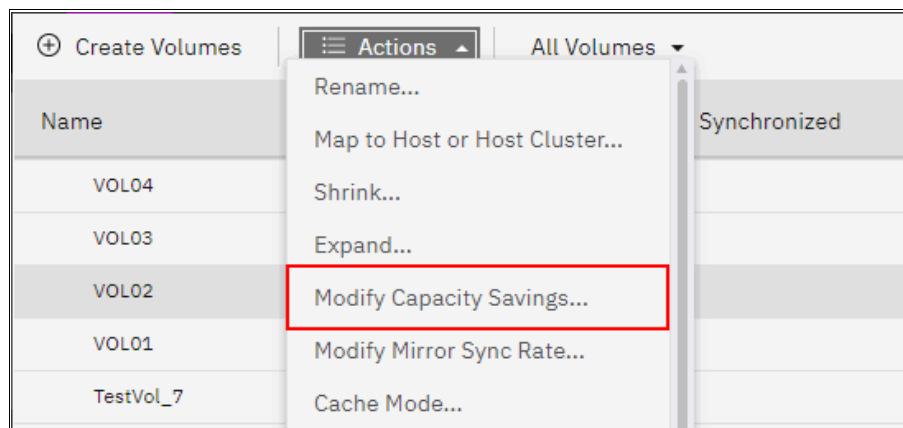 Create Volumes
Actions
All Volumes
Name
Synchronized
Rename...
Map to Host or Host Cluster...
VOL04
Shrink...
VOL03
Expand...
VOL02
Modify Capacity Savings...
VOL01
Modify Mirror Sync Rate...
TestVol_7
Cache Mode...